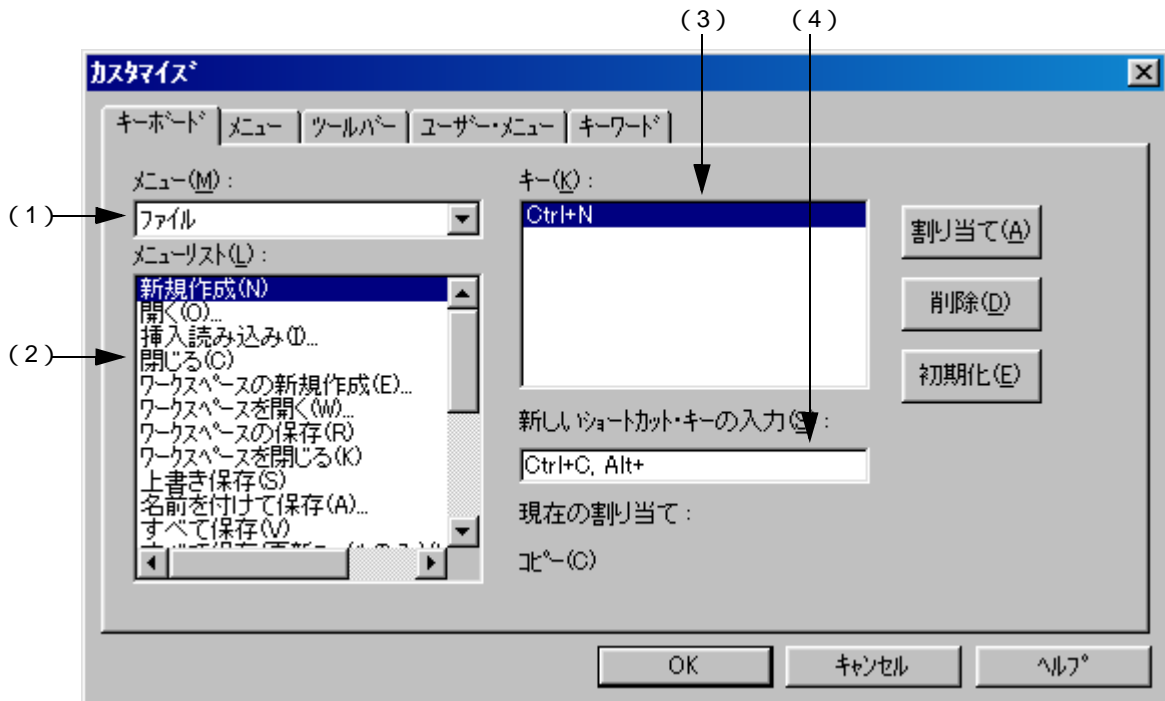 （3） （4）
カスタマイズ
キーボード メニュー ツールバー ユーザー・メニュー キーワード
メニュー(M)：
キー(K)：
（1）
ファイル
Ctrl+N
割り当て(A)
メニューリスト(L)：
新規作成(N)
開く(O)...
削除(D)
挿入読み込み(I)...
（2）
閉じる(C)
ワークスペースの新規作成(E)...
初期化(E)
ワークスペースを開く(W)...
ワークスペースの保存(R)
新しいショートカット・キーの入力(S)：
ワークスペースを閉じる(K)
上書き保存(S)
Ctrl+C, Alt+
名前を付けて保存(A)...
現在の割り当て：
すべて保存(V)
コピー(C)
OK キャンセル ヘルプ